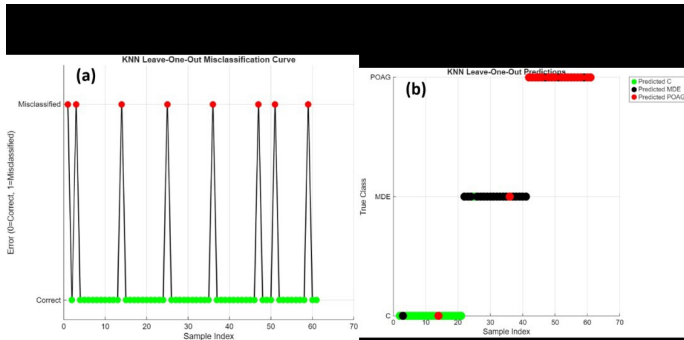 (a)
KNN Leave-One-Out Misclassification Curve
Misclassified
Error (0=Correct, 1=Misclassified)
Correct
0 10 20 30 40 50 60 70
Sample Index
(b)
KNN Leave-One-Out Predictions
POAG
MDE
C
True Class
0 10 20 30 40 50 60 70
Sample Index
Predicted C
Predicted MDE
Predicted POAG